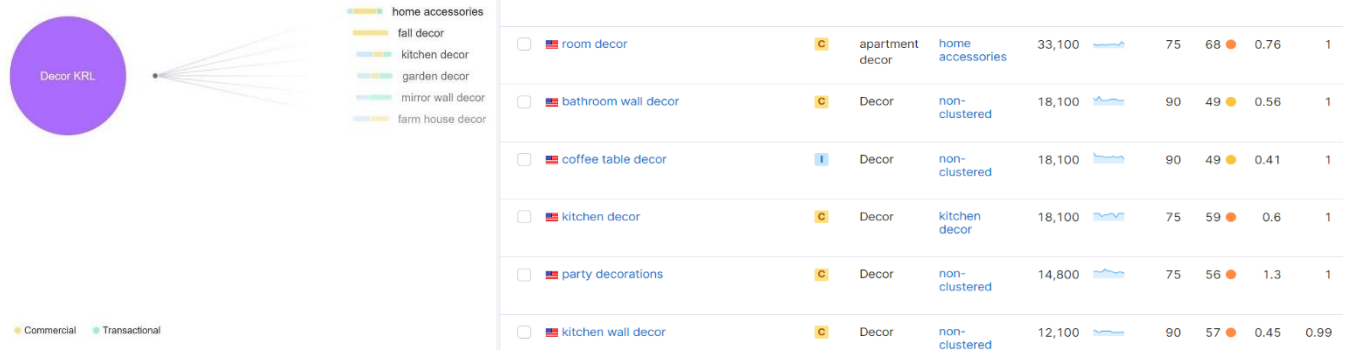 Decor KRL
home accessories
fall decor
kitchen decor
garden decor
mirror wall decor
farm house decor
Commercial Transactional
room decor C apartment decor home accessories 33,100 75 68 0.76 1
bathroom wall decor C Decor non-clustered 18,100 90 49 0.56 1
coffee table decor I Decor non-clustered 18,100 90 49 0.41 1
kitchen decor C Decor kitchen decor 18,100 75 59 0.6 1
party decorations C Decor non-clustered 14,800 75 56 1.3 1
kitchen wall decor C Decor non-clustered 12,100 90 57 0.45 0.99